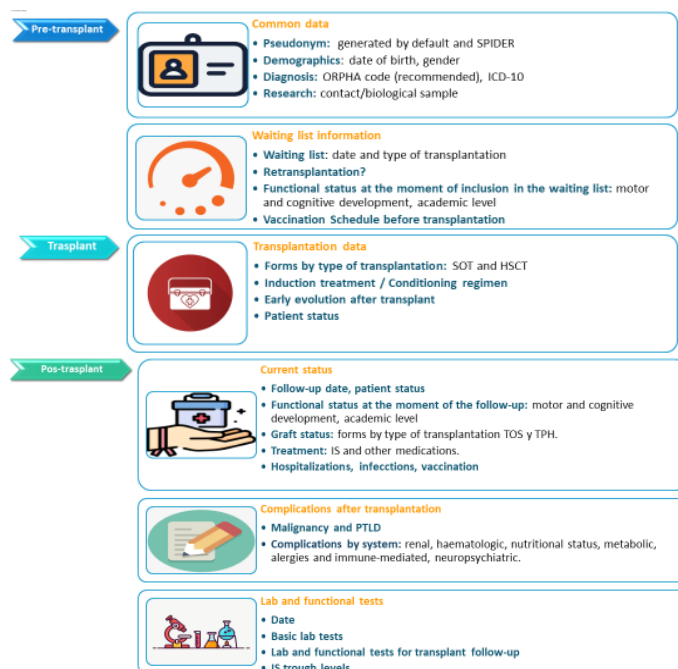 Pre-transplant
Common data
• Pseudonym: generated by default and SPIDER
• Demographics: date of birth, gender
• Diagnosis: ORPHA code (recommended), ICD-10
• Research: contact/biological sample
Waiting list information
• Waiting list: date and type of transplantation
• Retransplantation?
• Functional status at the moment of inclusion in the waiting list: motor
and cognitive development, academic level
• Vaccination Schedule before transplantation
Trasplant
Transplantation data
• Forms by type of transplantation: SOT and HSCT
• Induction treatment / Conditioning regimen
• Early evolution after transplant
• Patient status
Pos-trasplant
Current status
• Follow-up date, patient status
• Functional status at the moment of the follow-up: motor and cognitive
development, academic level
• Graft status: forms by type of transplantation TOS y TPH.
• Treatment: IS and other medications.
• Hospitalizations, infecctions, vaccination
Complications after transplantation
• Malignancy and PTLD
• Complications by system: renal, haematologic, nutritional status, metabolic,
alergies and immune-mediated, neuropsychiatric.
Lab and functional tests
• Date
• Basic lab tests
• Lab and functional tests for transplant follow-up
• IS trough levels